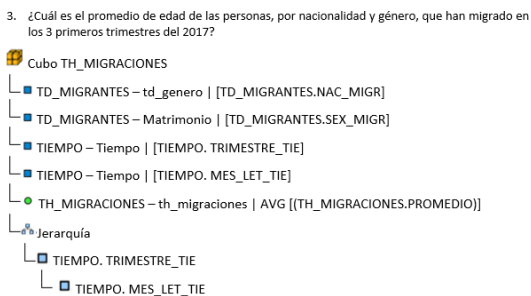 3. ¿Cuál es el promedio de edad de las personas, por nacionalidad y género, que han migrado en
los 3 primeros trimestres del 2017?
Cubo TH_MIGRACIONES
TD_MIGRANTES – td_genero | [TD_MIGRANTES.NAC_MIGR]
TD_MIGRANTES – Matrimonio | [TD_MIGRANTES.SEX_MIGR]
TIEMPO – Tiempo | [TIEMPO. TRIMESTRE_TIE]
TIEMPO – Tiempo | [TIEMPO. MES_LET_TIE]
TH_MIGRACIONES – th_migraciones | AVG [(TH_MIGRACIONES.PROMEDIO)]
Jerarquía
TIEMPO. TRIMESTRE_TIE
TIEMPO. MES_LET_TIE